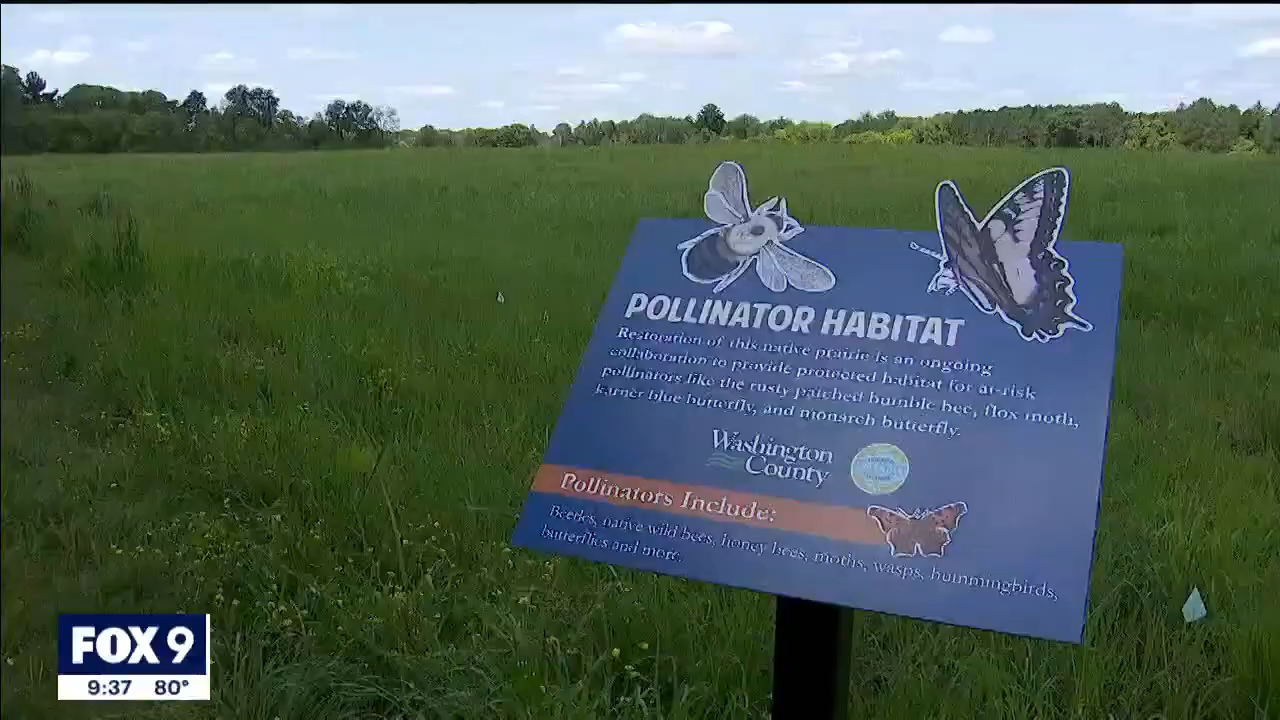 POLLINATOR HABITAT
Restoration of this native prairie is an ongoing
collaboration to provide protected habitat for at-risk
pollinators like the rusty patched bumble bee, flox moth,
karner blue butterfly, and monarch butterfly.
Washington
County
Pollinators Include:
Beetles, native wild bees, honey bees, moths, wasps, hummingbirds,
butterflies and more.
FOX 9
9:37 80°